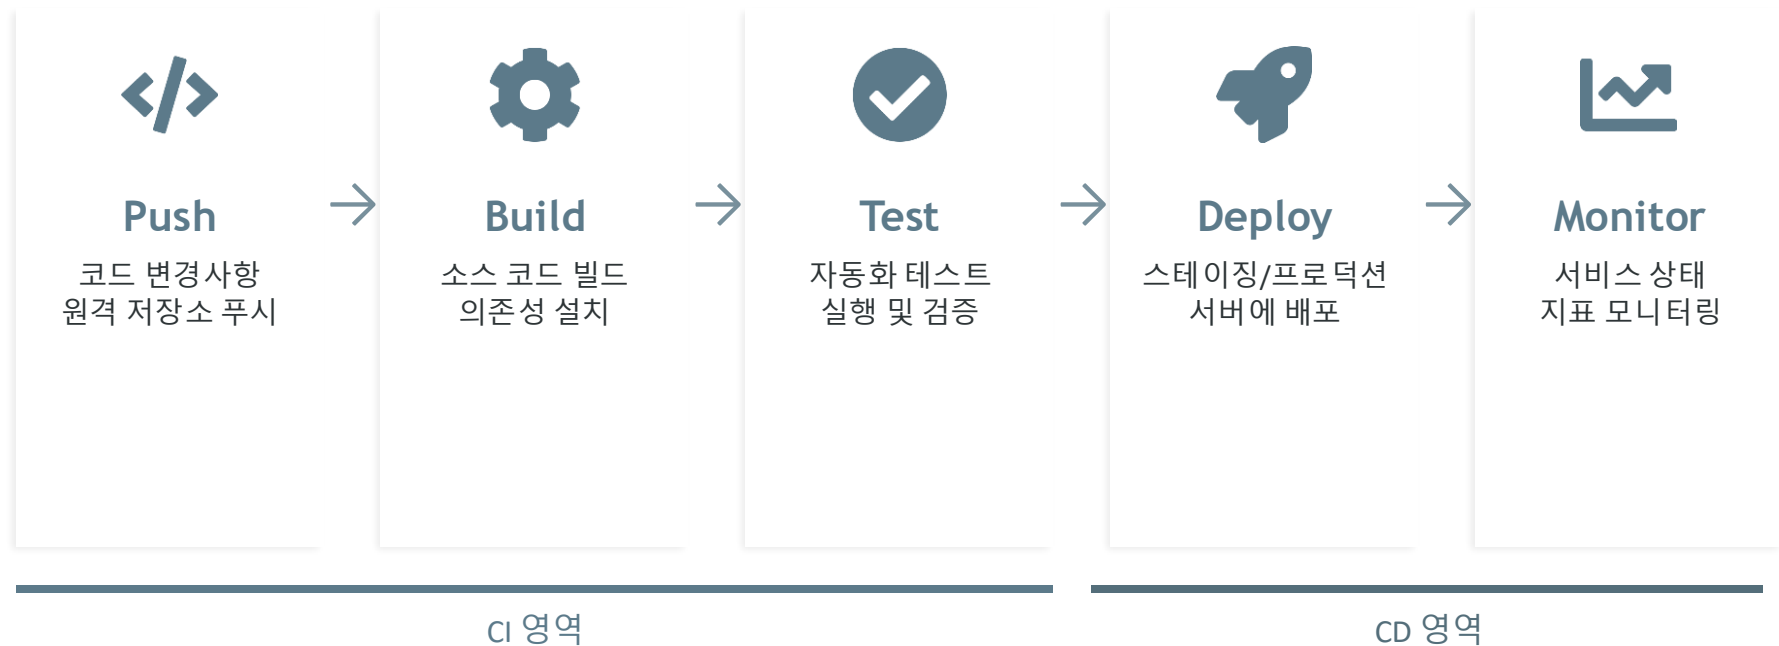 Push
코드 변경사항
원격 저장소 푸시
Build
소스 코드 빌드
의존성 설치
Test
자동화 테스트
실행 및 검증
Deploy
스테이징/프로덕션
서버에 배포
Monitor
서비스 상태
지표 모니터링
CI 영역
CD 영역